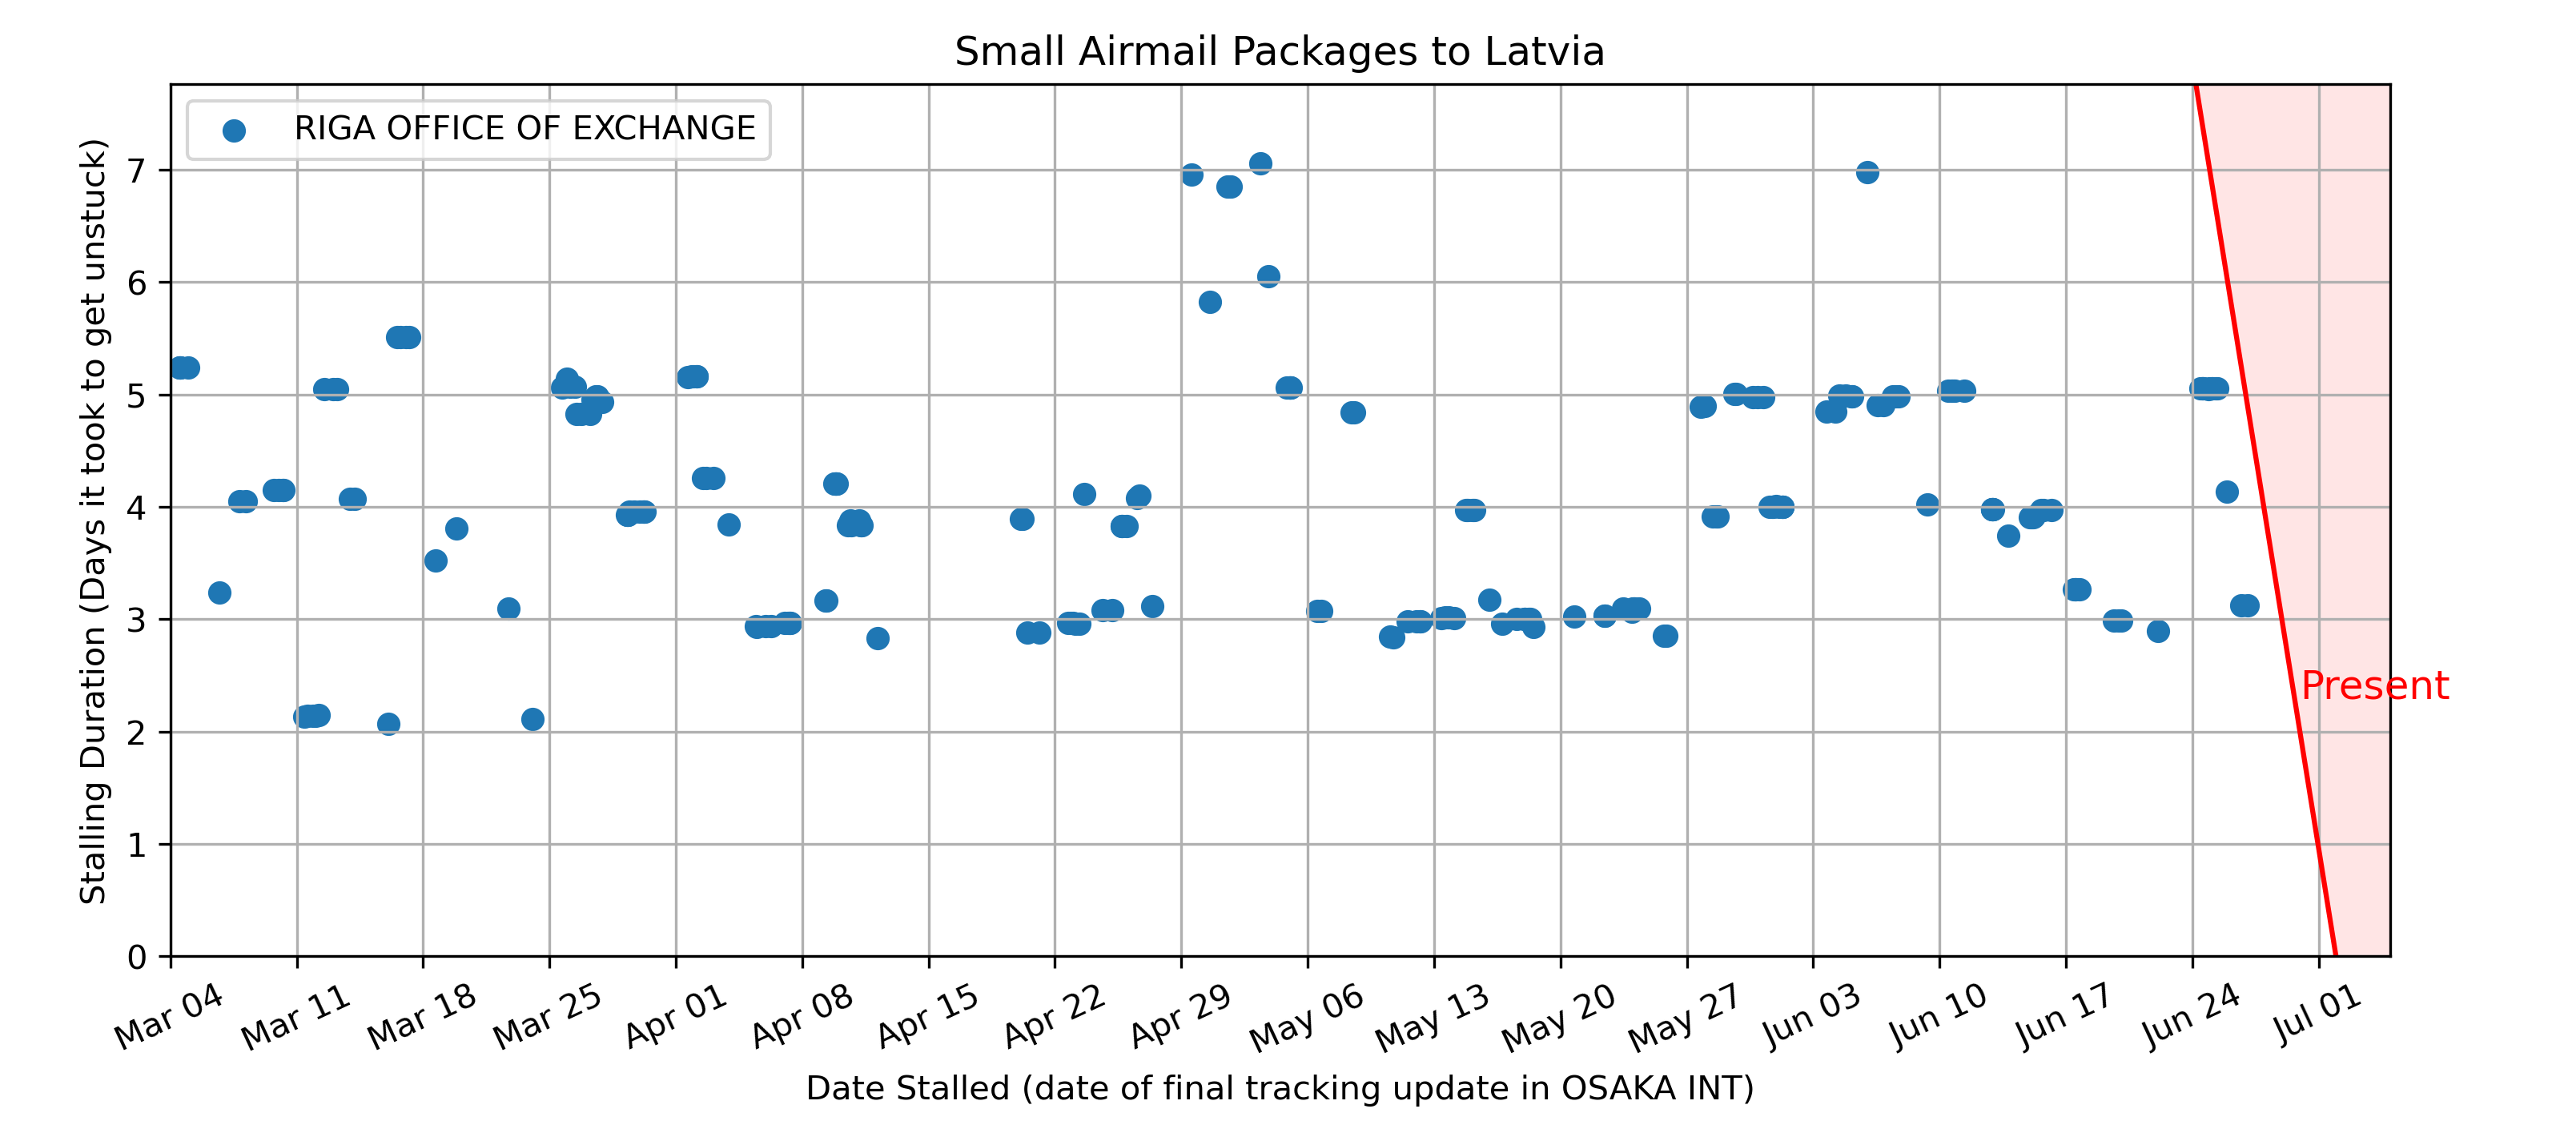 Small Airmail Packages to Latvia
RIGA OFFICE OF EXCHANGE
Stalling Duration (Days it took to get unstuck)
7
6
5
4
3
2
1
0
Present
Mar 04
Mar 11
Mar 18
Mar 25
Apr 01
Apr 08
Apr 15
Apr 22
Apr 29
May 06
May 13
May 20
May 27
Jun 03
Jun 10
Jun 17
Jun 24
Jul 01
Date Stalled (date of final tracking update in OSAKA INT)